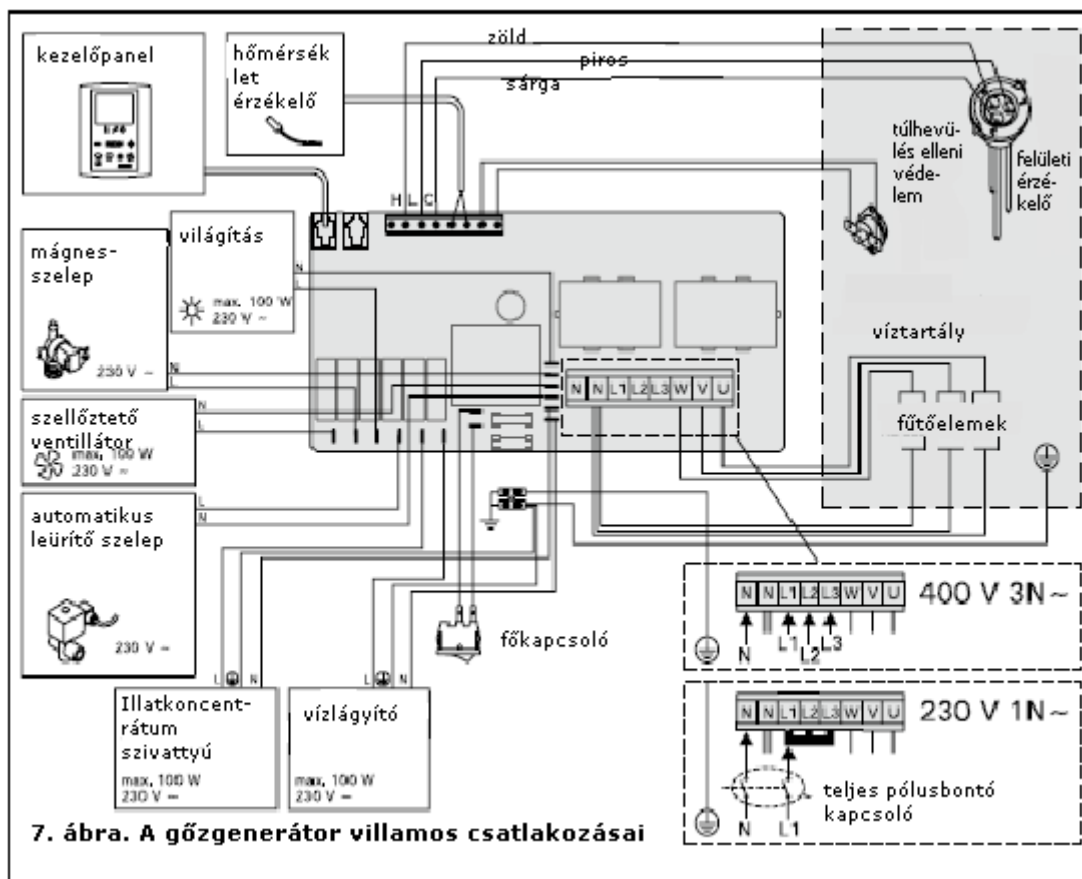 kezelőpanel
hőmérsék
let
érzékelő
zöld
piros
sárga
túlhevü-
lés elleni
véde-
lem
felületi
érzé-
kelő
H L C
világítás
max. 100 W
230 V ~
N
L
mágnes-
szelep
230 V ~
N
L
szellőztető
ventillátor
max, 100 W
230 V ~
N
L
automatikus
leürítő szelep
230 V ~
L
N
víztartály
fűtőelemek
N N L1 L2 L3 W V U
főkapcsoló
L N
Illatkoncent-
rátum
szivattyú
max, 100 W
230 V ~
L N
vízlágyító
max, 100 W
230 V ~
N N L1 L2 L3 W V U
400 V 3N~
N L1 L2 L3
N N L1 L2 L3 W V U
230 V 1N~
teljes pólusbontó
kapcsoló
N L1
7. ábra. A gőzgenerátor villamos csatlakozásai